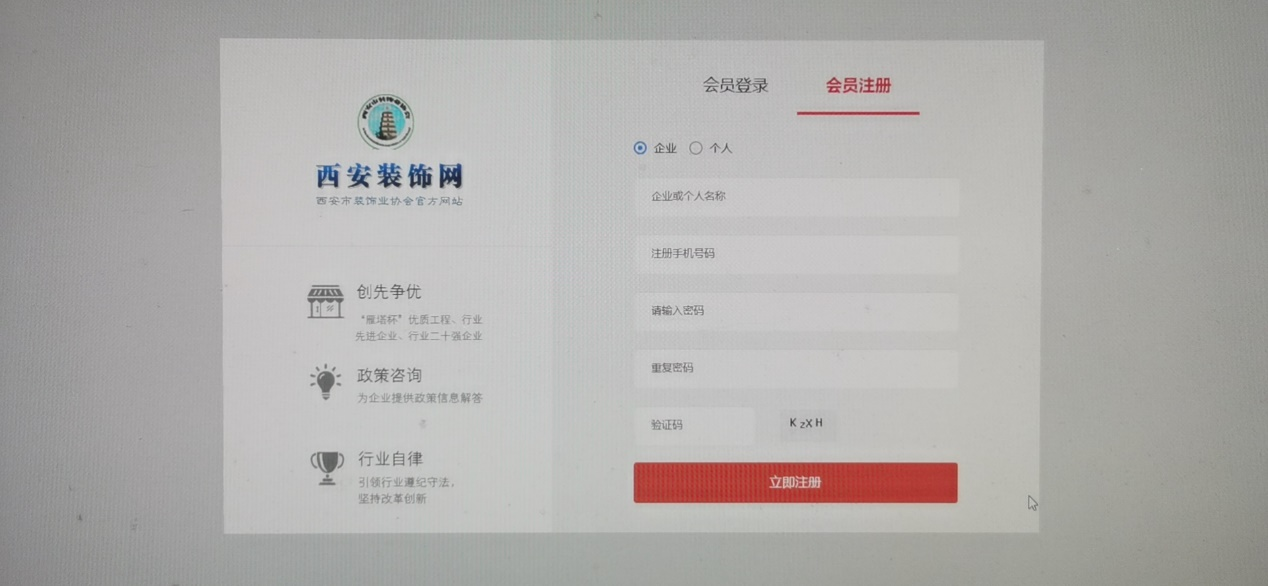 西安装饰网
西安市装饰业协会官方网站
创先争优
“雁塔杯”优质工程、行业
先进企业、行业二十强企业
政策咨询
为企业提供政策信息解答
行业自律
引领行业遵纪守法，
坚持改革创新
会员登录 会员注册
企业 个人
企业或个人名称
注册手机号码
请输入密码
重复密码
验证码 KzXH
立即注册